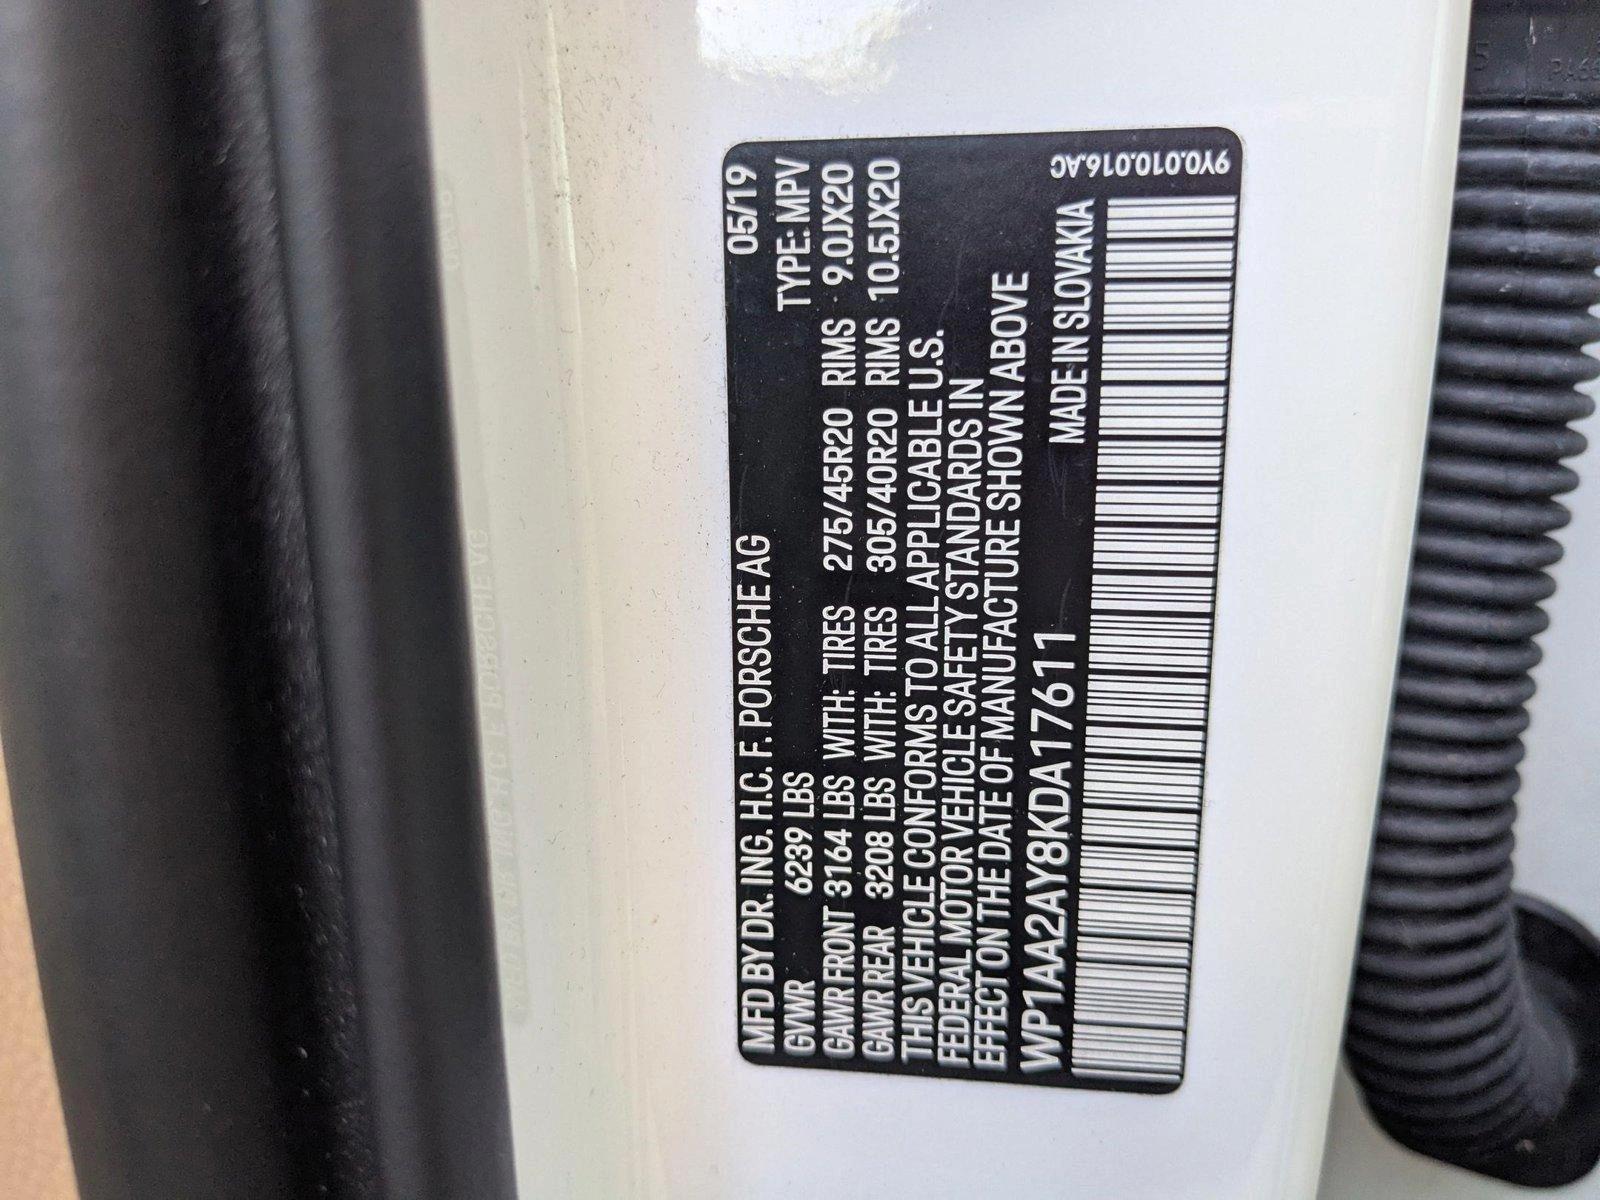 MFD BY DR. ING. H.C. F. PORSCHE AG 05/19
GVWR 6239 LBS TYPE: MPV
GAWR FRONT 3164 LBS WITH: TIRES 275/45R20 RIMS 9.0JX20
GAWR REAR 3208 LBS WITH: TIRES 305/40R20 RIMS 10.5JX20
THIS VEHICLE CONFORMS TO ALL APPLICABLE U.S.
FEDERAL MOTOR VEHICLE SAFETY STANDARDS IN
EFFECT ON THE DATE OF MANUFACTURE SHOWN ABOVE
WP1AA2AY8KDA17611 MADE IN SLOVAKIA
9Y0.010.016.AC